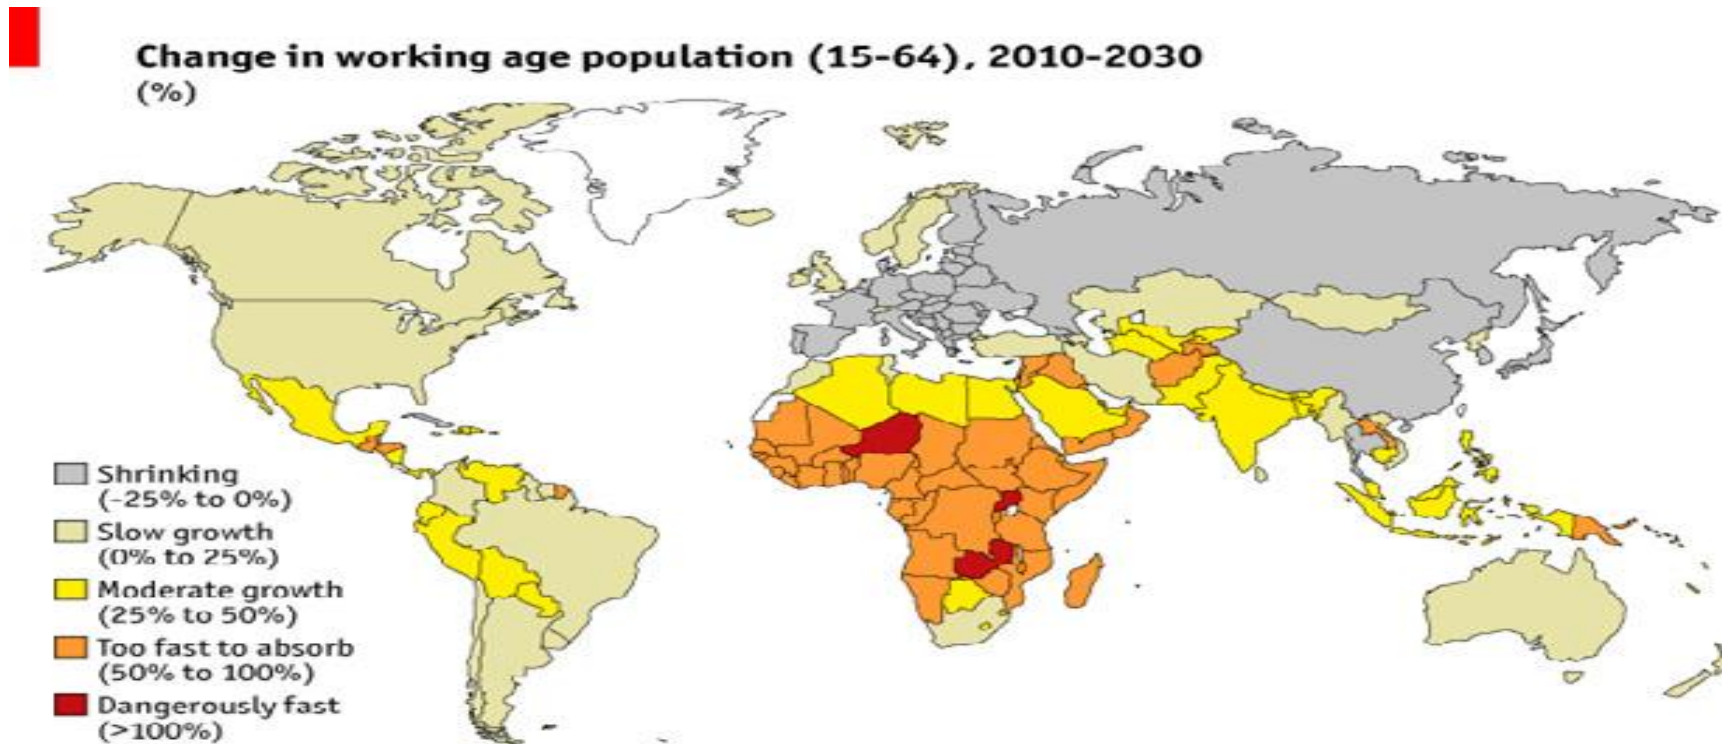 Change in working age population (15-64), 2010-2030
(%)
Shrinking
(-25% to 0%)
Slow growth
(0% to 25%)
Moderate growth
(25% to 50%)
Too fast to absorb
(50% to 100%)
Dangerously fast
(>100%)